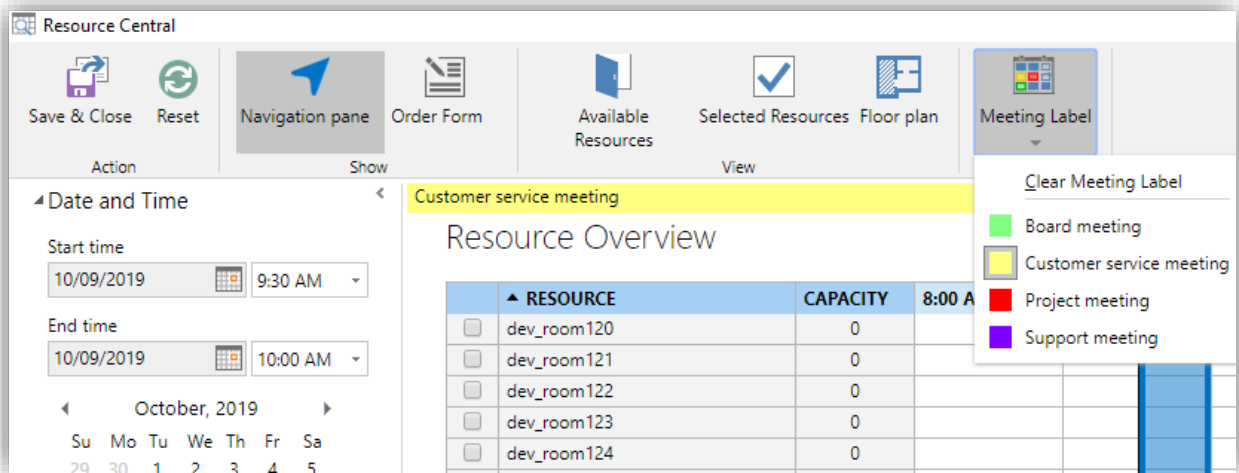 Resource Central
Save & Close
Reset
Navigation pane
Order Form
Available
Resources
Selected Resources
Floor plan
Meeting Label
Action
Show
View
Clear Meeting Label
Board meeting
Customer service meeting
Project meeting
Support meeting
Date and Time
Start time
10/09/2019 9:30 AM
End time
10/09/2019 10:00 AM
October, 2019
Su Mo Tu We Th Fr Sa
29 30 1 2 3 4 5
Customer service meeting
Resource Overview
RESOURCE CAPACITY 8:00 A
dev_room120 0
dev_room121 0
dev_room122 0
dev_room123 0
dev_room124 0